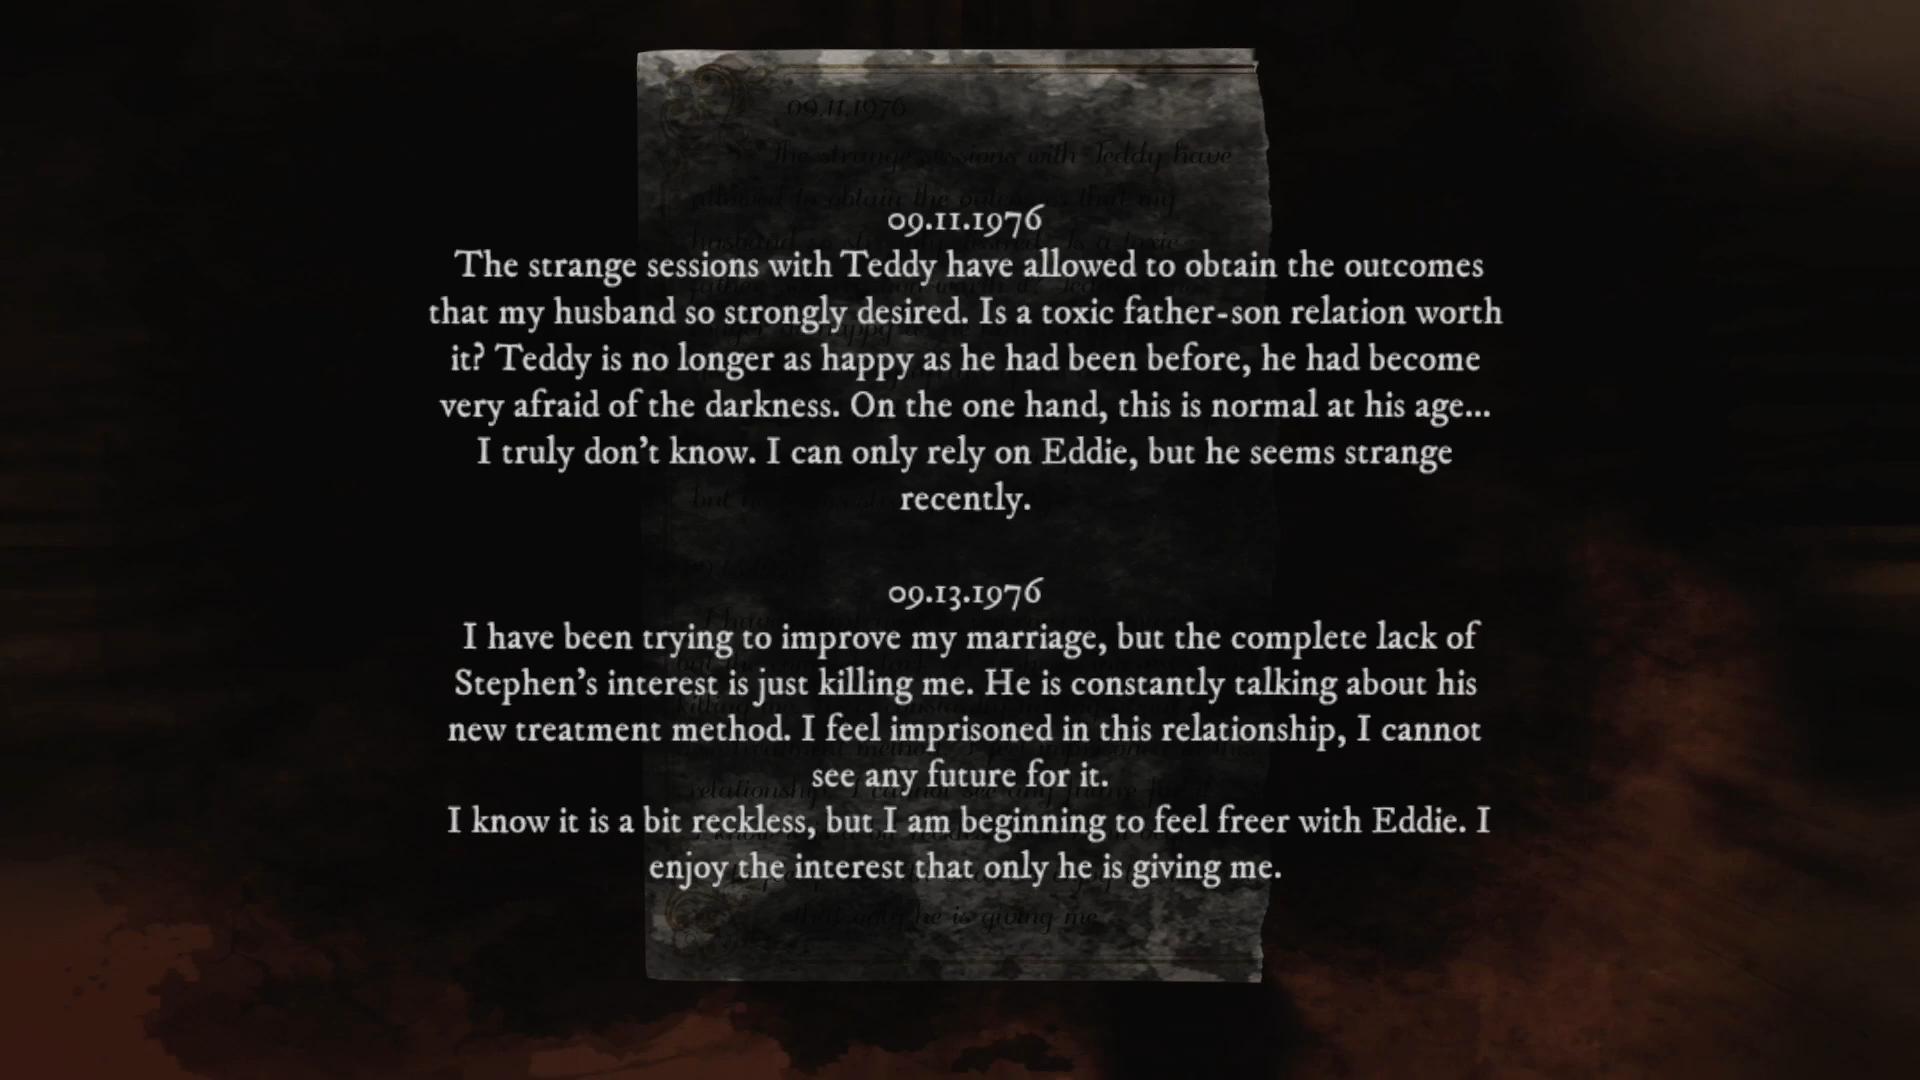 09.11.1976
The strange sessions with Teddy have allowed to obtain the outcomes
that my husband so strongly desired. Is a toxic father-son relation worth
it? Teddy is no longer as happy as he had been before, he had become
very afraid of the darkness. On the one hand, this is normal at his age...
I truly don't know. I can only rely on Eddie, but he seems strange
recently.
09.13.1976
I have been trying to improve my marriage, but the complete lack of
Stephen's interest is just killing me. He is constantly talking about his
new treatment method. I feel imprisoned in this relationship, I cannot
see any future for it.
I know it is a bit reckless, but I am beginning to feel freer with Eddie. I
enjoy the interest that only he is giving me.